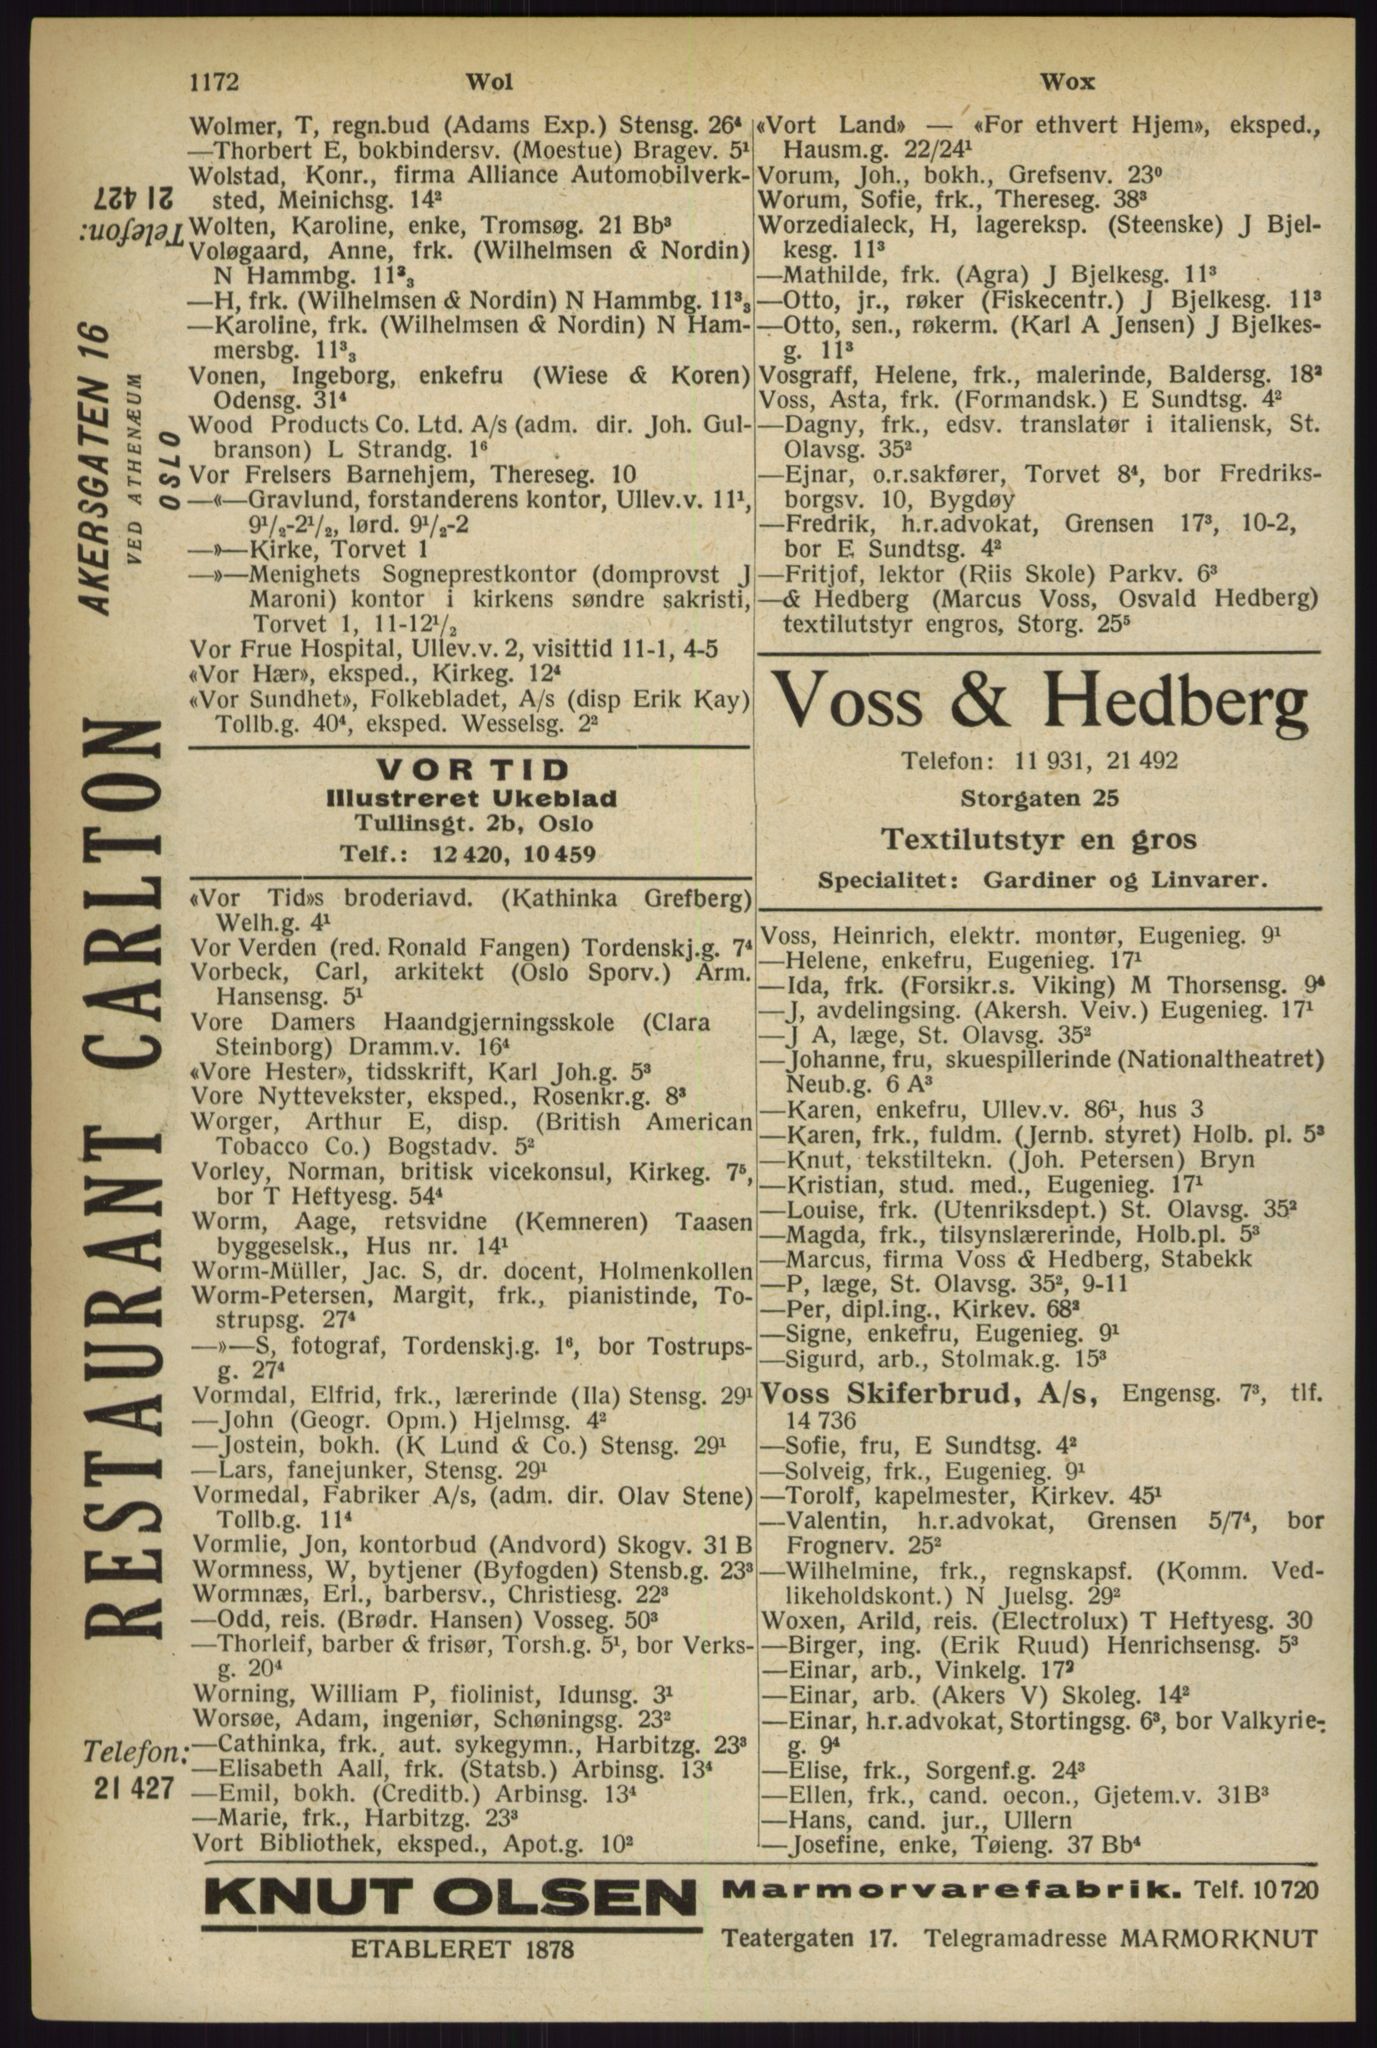 1172
Wol
Wox
Wolmer, T, regn.bud (Adams Exp.) Stensg. 26⁴
—Thorbert E, bokbindersv. (Moestue) Bragev. 5¹
Wolstad, Konr., firma Alliance Automobilverk-
sted, Meinichsg. 14²
Wolten, Karoline, enke, Tromsøg. 21 Bb³
Voløgaard, Anne, frk. (Wilhelmsen & Nordin)
N Hammbg. 11³₃
—H, frk. (Wilhelmsen & Nordin) N Hammbg. 11³₃
—Karoline, frk. (Wilhelmsen & Nordin) N Ham-
mersbg. 11³₃
Vonen, Ingeborg, enkefru (Wiese & Koren)
Odensg. 31⁴
Wood Products Co. Ltd. A/s (adm. dir. Joh. Gul-
branson) L Strandg. 1⁶
Vor Frelsers Barnehjem, Thereseg. 10
—«—Gravlund, forstanderens kontor, Ullev.v. 11¹,
9¹/₂-2¹/₂, lørd. 9¹/₂-2
—»—Kirke, Torvet 1
—»—Menighets Sogneprestkontor (domprovst J
Maroni) kontor i kirkens søndre sakristi,
Torvet 1, 11-12¹/₂
Vor Frue Hospital, Ullev.v. 2, visittid 11-1, 4-5
«Vor Hær», eksped., Kirkeg. 12⁴
«Vor Sundhet», Folkebladet, A/s (disp Erik Kay)
Tollb.g. 40⁴, eksped. Wesselsg. 2²
VOR TID
Illustreret Ukeblad
Tullinsgt. 2b, Oslo
Telf.: 12 420, 10 459
«Vor Tid»s broderiavd. (Kathinka Grefberg)
Welh.g. 4¹
Vor Verden (red. Ronald Fangen) Tordenskj.g. 7⁴
Vorbeck, Carl, arkitekt (Oslo Sporv.) Arm.
Hansensg. 5¹
Vore Damers Haandgjerningsskole (Clara
Steinborg) Dramm.v. 16⁴
«Vore Hester», tidsskrift, Karl Joh.g. 5³
Vore Nyttevekster, eksped., Rosenkr.g. 8³
Worger, Arthur E, disp. (British American
Tobacco Co.) Bogstadv. 5²
Vorley, Norman, britisk vicekonsul, Kirkeg. 7⁵,
bor T Heftyesg. 54⁴
Worm, Aage, retsvidne (Kemneren) Taasen
byggeselsk., Hus nr. 14¹
Worm-Müller, Jac. S, dr. docent, Holmenkollen
Worm-Petersen, Margit, frk., pianistinde, To-
strupsg. 27⁴
—»—S, fotograf, Tordenskj.g. 1⁶, bor Tostrups-
g. 27⁴
Vormdal, Elfrid, frk., lærerinde (Ila) Stensg. 29¹
—John (Geogr. Opm.) Hjelmsg. 4²
—Jostein, bokh. (K Lund & Co.) Stensg. 29¹
—Lars, fanejunker, Stensg. 29¹
Vormedal, Fabriker A/s, (adm. dir. Olav Stene)
Tollb.g. 11⁴
Vormlie, Jon, kontorbud (Andvord) Skogv. 31 B
Wormness, W, bytjener (Byfogden) Stensb.g. 23³
Wormnæs, Erl., barbersv., Christiesg. 22³
—Odd, reis. (Brødr. Hansen) Vosseg. 50³
—Thorleif, barber & frisør, Torsh.g. 5¹, bor Verks-
g. 20⁴
Worning, William P, fiolinist, Idunsg. 3¹
Worsøe, Adam, ingeniør, Schøningsg. 23²
—Cathinka, frk., aut. sykegymn., Harbitzg. 23³
—Elisabeth Aall, frk. (Statsb.) Arbinsg. 13⁴
—Emil, bokh. (Creditb.) Arbinsg. 13⁴
—Marie, frk., Harbitzg. 23³
Vort Bibliothek, eksped., Apot.g. 10²
«Vort Land» — «For ethvert Hjem», eksped.,
Hausm.g. 22/24¹
Vorum, Joh., bokh., Grefsenv. 23⁰
Worum, Sofie, frk., Thereseg. 38³
Worzedialeck, H, lagereksp. (Steenske) J Bjel-
kesg. 11³
—Mathilde, frk. (Agra) J Bjelkesg. 11³
—Otto, jr., røker (Fiskecentr.) J Bjelkesg. 11³
—Otto, sen., røkerm. (Karl A Jensen) J Bjelkes-
g. 11³
Vosgraff, Helene, frk., malerinde, Baldersg. 18²
Voss, Asta, frk. (Formandsk.) E Sundtsg. 4²
—Dagny, frk., edsv. translatør i italiensk, St.
Olavsg. 35²
—Ejnar, o.r.sakfører, Torvet 8⁴, bor Fredriks-
borgsv. 10, Bygdøy
—Fredrik, h.r.advokat, Grensen 17³, 10-2,
bor E Sundtsg. 4²
—Fritjof, lektor (Riis Skole) Parkv. 6³
—& Hedberg (Marcus Voss, Osvald Hedberg)
textilutstyr engros, Storg. 25⁵
Voss & Hedberg
Telefon: 11 931, 21 492
Storgaten 25
Textilutstyr en gros
Specialitet: Gardiner og Linvarer.
Voss, Heinrich, elektr. montør, Eugenieg. 9¹
—Helene, enkefru, Eugenieg. 17¹
—Ida, frk. (Forsikr.s. Viking) M Thorsensg. 9⁴
—J, avdelingsing. (Akersh. Veiv.) Eugenieg. 17¹
—J A, læge, St. Olavsg. 35²
—Johanne, fru, skuespillerinde (Nationaltheatret)
Neub.g. 6 A³
—Karen, enkefru, Ullev.v. 86¹, hus 3
—Karen, frk., fuldm. (Jernb. styret) Holb. pl. 5³
—Knut, tekstiltekn. (Joh. Petersen) Bryn
—Kristian, stud. med., Eugenieg. 17¹
—Louise, frk. (Utenriksdept.) St. Olavsg. 35²
—Magda, frk., tilsynslærerinde, Holb.pl. 5³
—Marcus, firma Voss & Hedberg, Stabekk
—P, læge, St. Olavsg. 35², 9-11
—Per, dipl.ing., Kirkev. 68²
—Signe, enkefru, Eugenieg. 9¹
—Sigurd, arb., Stolmak.g. 15³
Voss Skiferbrud, A/s, Engensg. 7³, tlf.
14 736
—Sofie, fru, E Sundtsg. 4²
—Solveig, frk., Eugenieg. 9¹
—Torolf, kapelmester, Kirkev. 45¹
—Valentin, h.r.advokat, Grensen 5/7⁴, bor
Frognerv. 25²
—Wilhelmine, frk., regnskapsf. (Komm. Ved-
likeholdskont.) N Juelsg. 29²
Woxen, Arild, reis. (Electrolux) T Heftyesg. 30
—Birger, ing. (Erik Ruud) Henrichsensg. 5³
—Einar, arb., Vinkelg. 17²
—Einar, arb. (Akers V) Skoleg. 14²
—Einar, h.r.advokat, Stortingsg. 6³, bor Valkyrie-
g. 9⁴
—Elise, frk., Sorgenf.g. 24³
—Ellen, frk., cand. oecon., Gjetem.v. 31B³
—Hans, cand. jur., Ullern
—Josefine, enke, Tøieng. 37 Bb⁴
Telefon:
21 427
AKERSGATEN 16
VED ATHENÆUM
OSLO
RESTAURANT CARLTON
Telefon:
21 427
KNUT OLSEN
ETABLERET 1878
Marmorvarefabrik. Telf. 10 720
Teatergaten 17. Telegramadresse MARMORKNUT